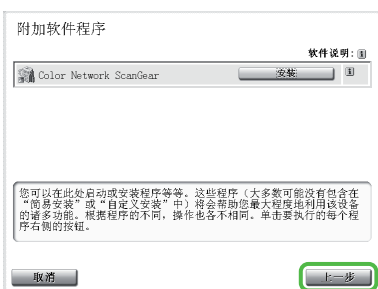 附加软件程序
软件说明:
Color Network ScanGear 安装
您可以在此处启动或安装程序等等。这些程序（大多数可能没有包含在
“简易安装”或“自定义安装”中）将会帮助您最大程度地利用该设备
的诸多功能。根据程序的不同，操作也各不相同。单击要执行的每个程
序右侧的按钮。
取消 上一步